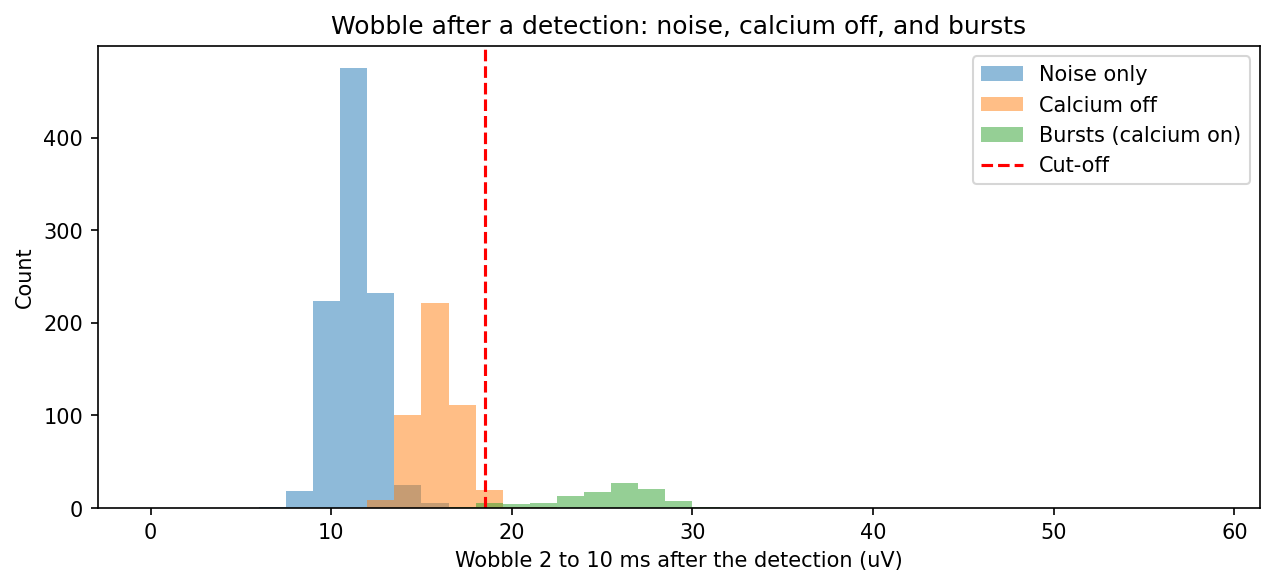 Wobble after a detection: noise, calcium off, and bursts
Noise only
Calcium off
Bursts (calcium on)
Cut-off
Count
400
300
200
100
0
0 10 20 30 40 50 60
Wobble 2 to 10 ms after the detection (uV)